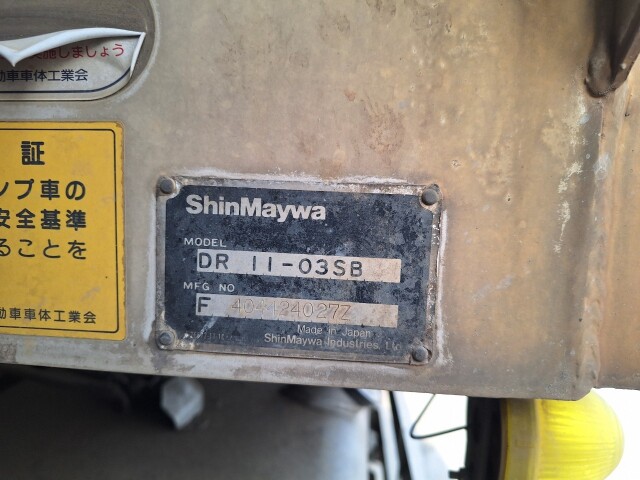 施しましょう
動車車体工業会
証
ンプ車の
安全基準
ることを
動車車体工業会
ShinMaywa
MODEL
DR 11-03SB
MFG NO
F 404124027Z
Made in Japan
ShinMaywa Industries, Ltd